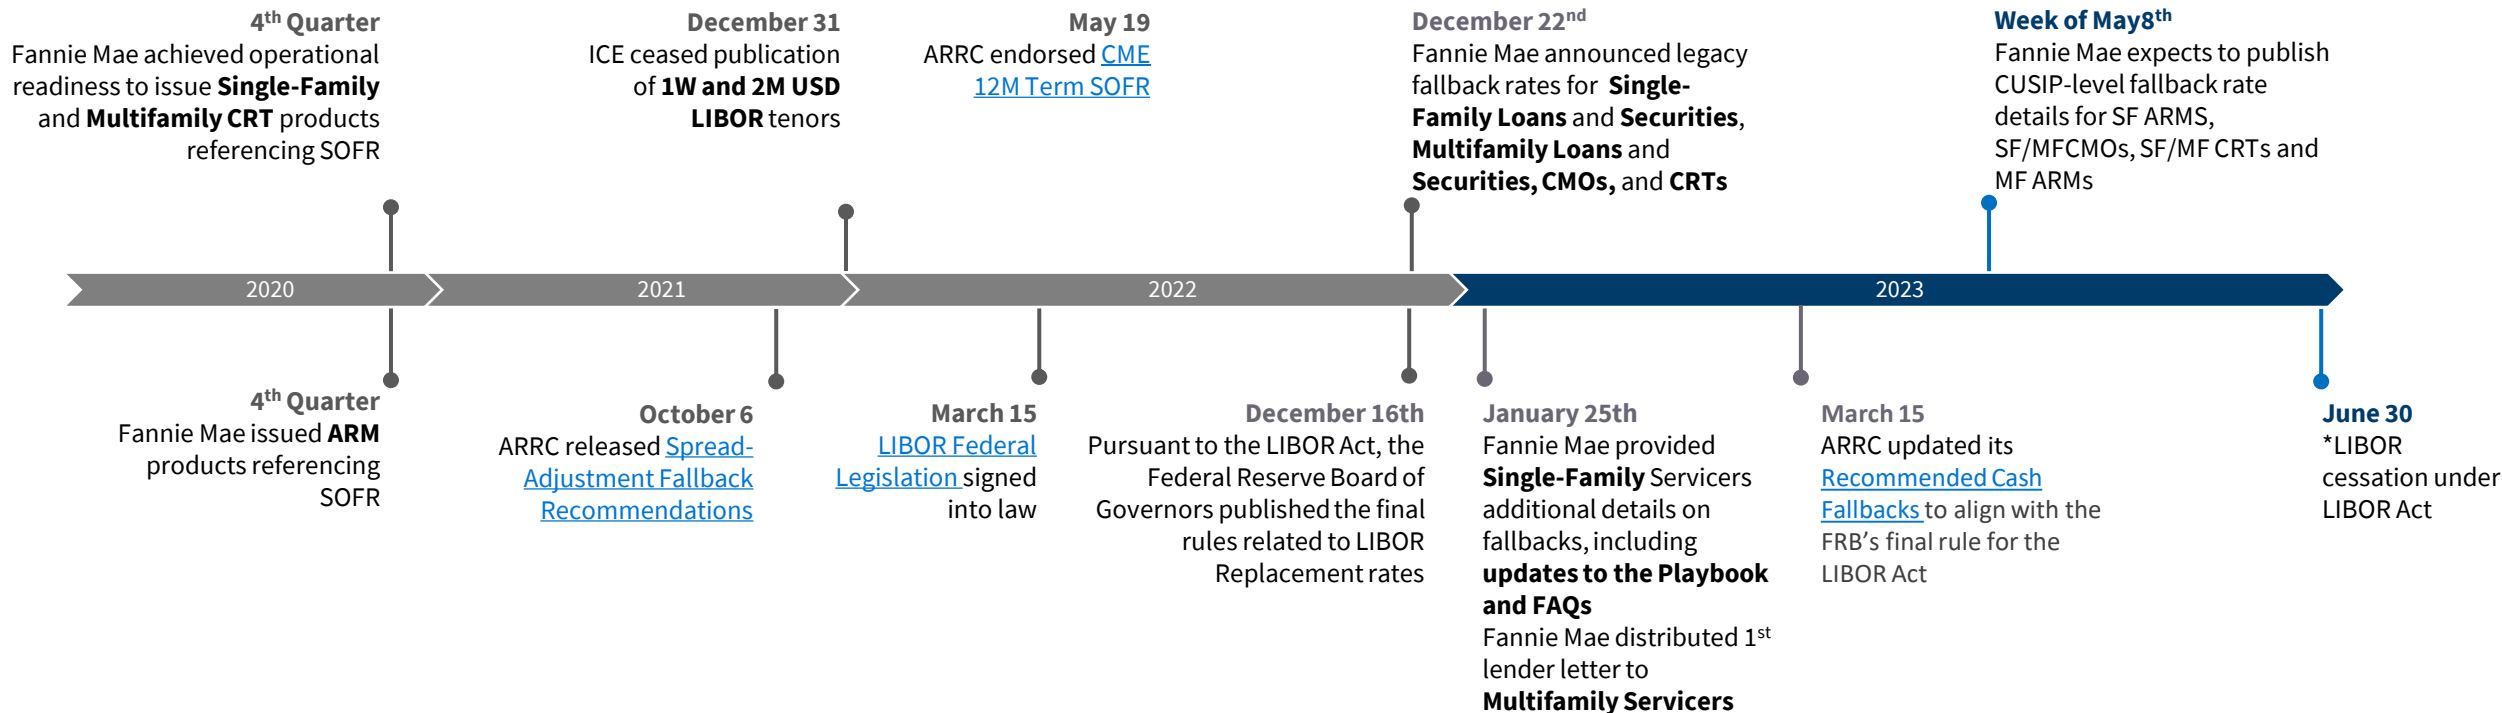 4th Quarter
Fannie Mae achieved operational
readiness to issue Single-Family
and Multifamily CRT products
referencing SOFR
December 31
ICE ceased publication
of 1W and 2M USD
LIBOR tenors
May 19
ARRC endorsed CME
12M Term SOFR
December 22nd
Fannie Mae announced legacy
fallback rates for Single-
Family Loans and Securities,
Multifamily Loans and
Securities, CMOs, and CRTs
Week of May8th
Fannie Mae expects to publish
CUSIP-level fallback rate
details for SF ARMS,
SF/MFCMOs, SF/MF CRTs and
MF ARMs
2020
2021
2022
2023
4th Quarter
Fannie Mae issued ARM
products referencing
SOFR
October 6
ARRC released Spread-
Adjustment Fallback
Recommendations
March 15
LIBOR Federal
Legislation signed
into law
December 16th
Pursuant to the LIBOR Act, the
Federal Reserve Board of
Governors published the final
rules related to LIBOR
Replacement rates
January 25th
Fannie Mae provided
Single-Family Servicers
additional details on
fallbacks, including
updates to the Playbook
and FAQs
Fannie Mae distributed 1st
lender letter to
Multifamily Servicers
March 15
ARRC updated its
Recommended Cash
Fallbacks to align with the
FRB’s final rule for the
LIBOR Act
June 30
*LIBOR
cessation under
LIBOR Act